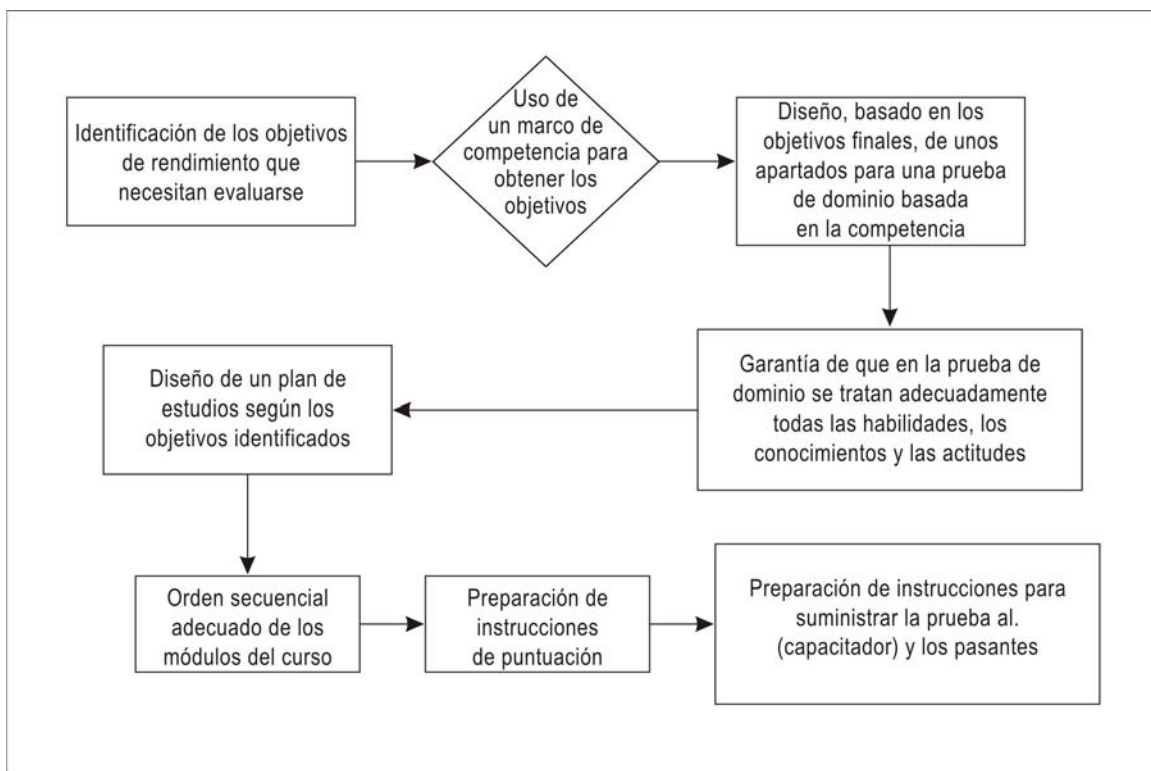 Identificación de los objetivos
de rendimiento que
necesitan evaluarse
Uso de
un marco de
competencia para
obtener los
objetivos
Diseño, basado en los
objetivos finales, de unos
apartados para una prueba
de dominio basada
en la competencia
Garantía de que en la prueba de
dominio se tratan adecuadamente
todas las habilidades, los
conocimientos y las actitudes
Diseño de un plan de
estudios según los
objetivos identificados
Orden secuencial
adecuado de los
módulos del curso
Preparación de
instrucciones
de puntuación
Preparación de instrucciones para
suministrar la prueba al.
(capacitador) y los pasantes